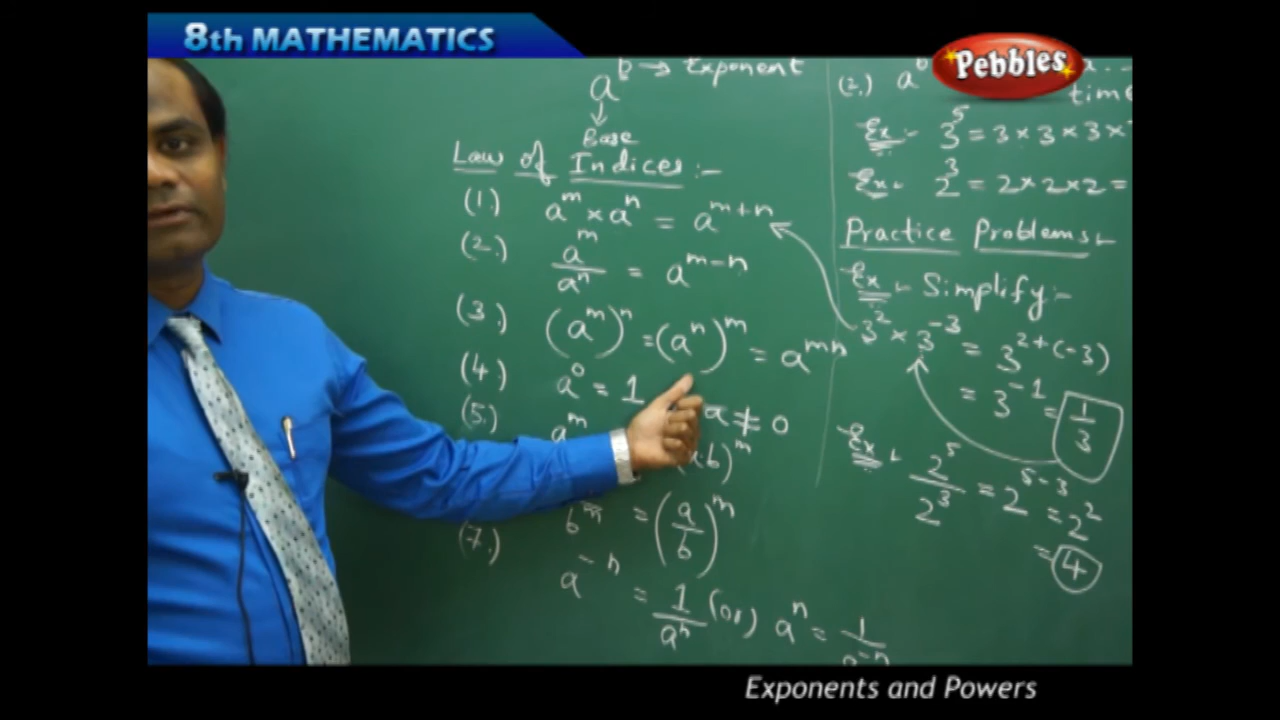 8th MATHEMATICS
Pebbles
a^b → Exponent
↓
Base
Law of Indices :-
(1) a^m × a^n = a^(m+n)
(2.) a^m / a^n = a^(m-n)
(3.) (a^m)^n = (a^n)^m = a^(mn)
(4.) a^0 = 1 a ≠ 0
(5.) a^m b)^m
b^m = (a/b)^m
(7.) a^(-n) = 1/a^n (or) a^n = 1/a^(-n)
(2.) a^b
time
Ex:- 3^5 = 3 × 3 × 3 ×
Ex:- 2^3 = 2 × 2 × 2 =
Practice Problems:-
Ex:- Simplify:-
3^2 × 3^-3 = 3^(2+(-3))
= 3^-1 = 1/3
Ex:- 2^5 / 2^3 = 2^(5-3)
= 2^2
= 4
Exponents and Powers